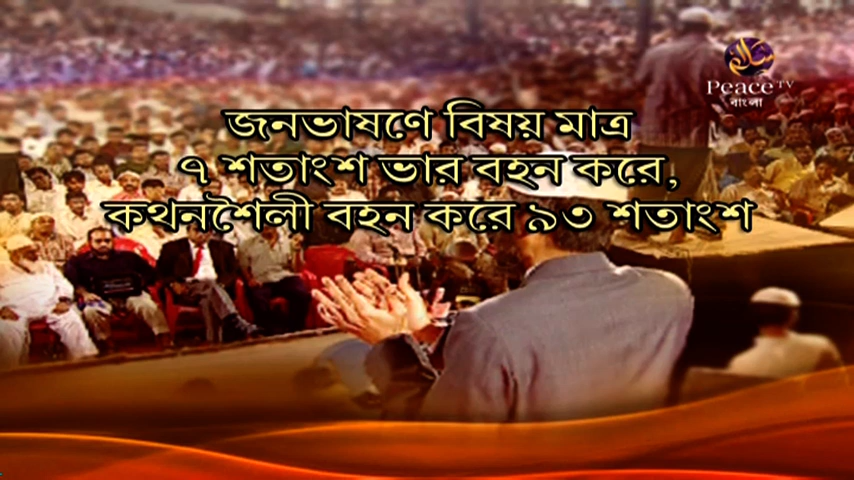 Peace TV
বাংলা
জনভাষণে বিষয় মাত্র
৭ শতাংশ ভার বহন করে,
কথনশৈলী বহন করে ৯৩ শতাংশ